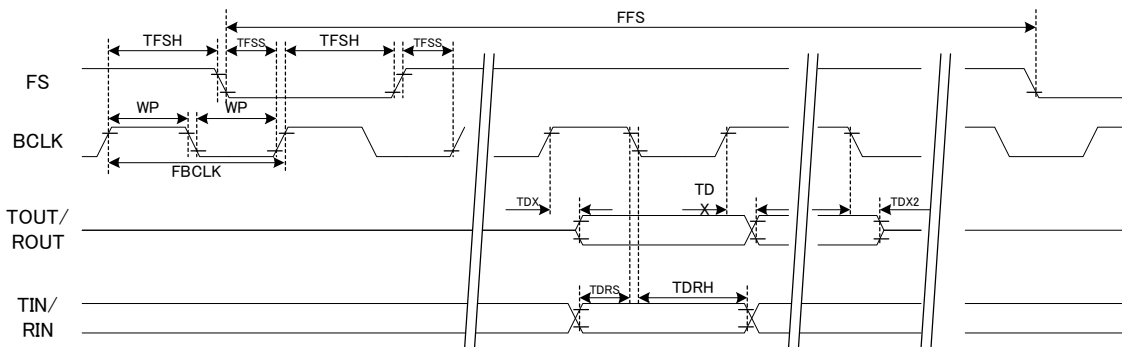 FFS
TFSH TFSS TFSH TFSS
FS
WP WP
BCLK
FBCLK
TDX TD
X TDX2
TOUT/
ROUT
TDRS TDRH
TIN/
RIN